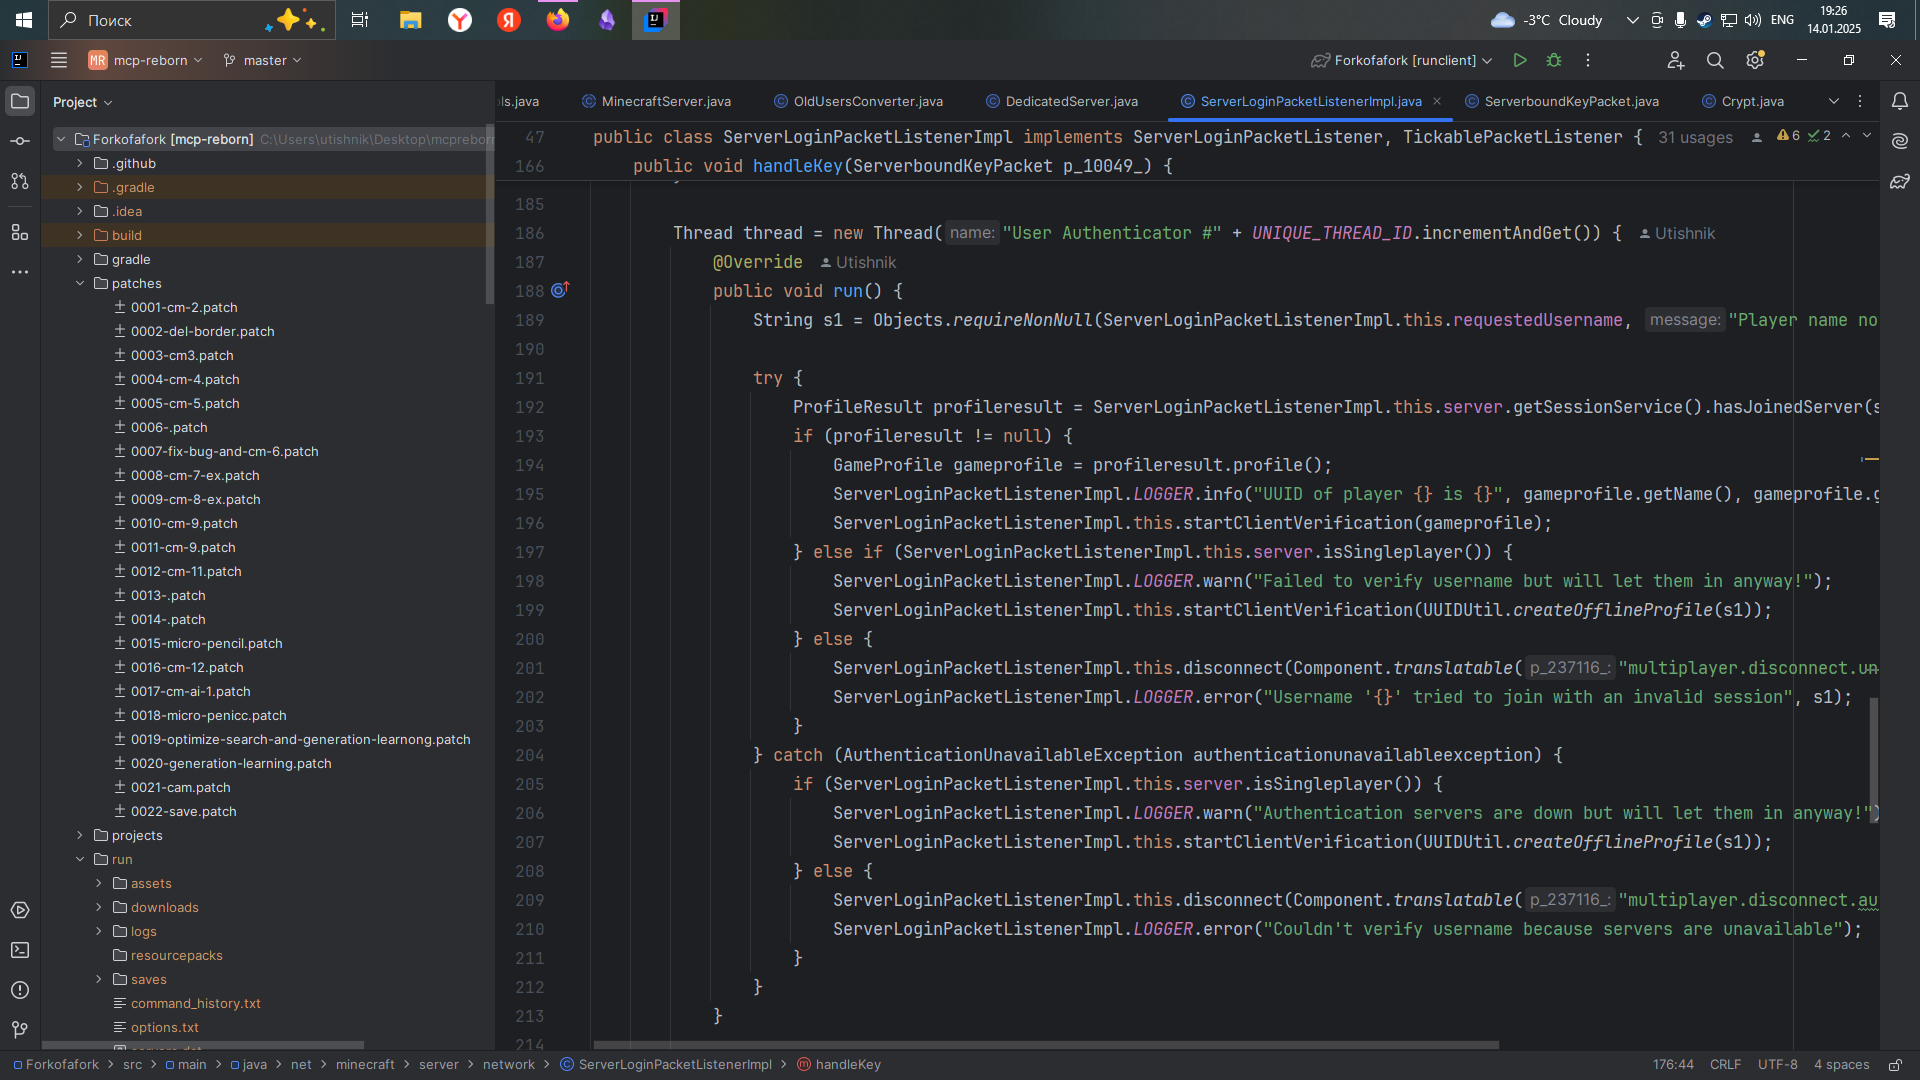 Поиск
-3°C Cloudy
ENG
19:26
14.01.2025
MR mcp-reborn
master
Forkofafork [runclient]
Project
ls.java
MinecraftServer.java
OldUsersConverter.java
DedicatedServer.java
ServerLoginPacketListenerImpl.java
ServerboundKeyPacket.java
Crypt.java
Forkofafork [mcp-reborn] C:\Users\utishnik\Desktop\mcpreborn
.github
.gradle
.idea
build
gradle
patches
0001-cm-2.patch
0002-del-border.patch
0003-cm3.patch
0004-cm-4.patch
0005-cm-5.patch
0006-.patch
0007-fix-bug-and-cm-6.patch
0008-cm-7-ex.patch
0009-cm-8-ex.patch
0010-cm-9.patch
0011-cm-9.patch
0012-cm-11.patch
0013-.patch
0014-.patch
0015-micro-pencil.patch
0016-cm-12.patch
0017-cm-ai-1.patch
0018-micro-penicc.patch
0019-optimize-search-and-generation-learnong.patch
0020-generation-learning.patch
0021-cam.patch
0022-save.patch
projects
run
assets
downloads
logs
resourcepacks
saves
command_history.txt
options.txt
47 public class ServerLoginPacketListenerImpl implements ServerLoginPacketListener, TickablePacketListener { 31 usages 6 2
166 public void handleKey(ServerboundKeyPacket p_10049_) {
185
186 Thread thread = new Thread( name: "User Authenticator #" + UNIQUE_THREAD_ID.incrementAndGet()) { Utishnik
187 @Override Utishnik
188 public void run() {
189 String s1 = Objects.requireNonNull(ServerLoginPacketListenerImpl.this.requestedUsername, message: "Player name no
190
191 try {
192 ProfileResult profileresult = ServerLoginPacketListenerImpl.this.server.getSessionService().hasJoinedServer(s
193 if (profileresult != null) {
194 GameProfile gameprofile = profileresult.profile();
195 ServerLoginPacketListenerImpl.LOGGER.info("UUID of player {} is {}", gameprofile.getName(), gameprofile.g
196 ServerLoginPacketListenerImpl.this.startClientVerification(gameprofile);
197 } else if (ServerLoginPacketListenerImpl.this.server.isSingleplayer()) {
198 ServerLoginPacketListenerImpl.LOGGER.warn("Failed to verify username but will let them in anyway!");
199 ServerLoginPacketListenerImpl.this.startClientVerification(UUIDUtil.createOfflineProfile(s1));
200 } else {
201 ServerLoginPacketListenerImpl.this.disconnect(Component.translatable( p_237116_: "multiplayer.disconnect.un
202 ServerLoginPacketListenerImpl.LOGGER.error("Username '{}' tried to join with an invalid session", s1);
203 }
204 } catch (AuthenticationUnavailableException authenticationunavailableexception) {
205 if (ServerLoginPacketListenerImpl.this.server.isSingleplayer()) {
206 ServerLoginPacketListenerImpl.LOGGER.warn("Authentication servers are down but will let them in anyway!")
207 ServerLoginPacketListenerImpl.this.startClientVerification(UUIDUtil.createOfflineProfile(s1));
208 } else {
209 ServerLoginPacketListenerImpl.this.disconnect(Component.translatable( p_237116_: "multiplayer.disconnect.au
210 ServerLoginPacketListenerImpl.LOGGER.error("Couldn't verify username because servers are unavailable");
211 }
212 }
213 }
214
Forkofafork > src > main > java > net > minecraft > server > network > ServerLoginPacketListenerImpl > handleKey
176:44 CRLF UTF-8 4 spaces